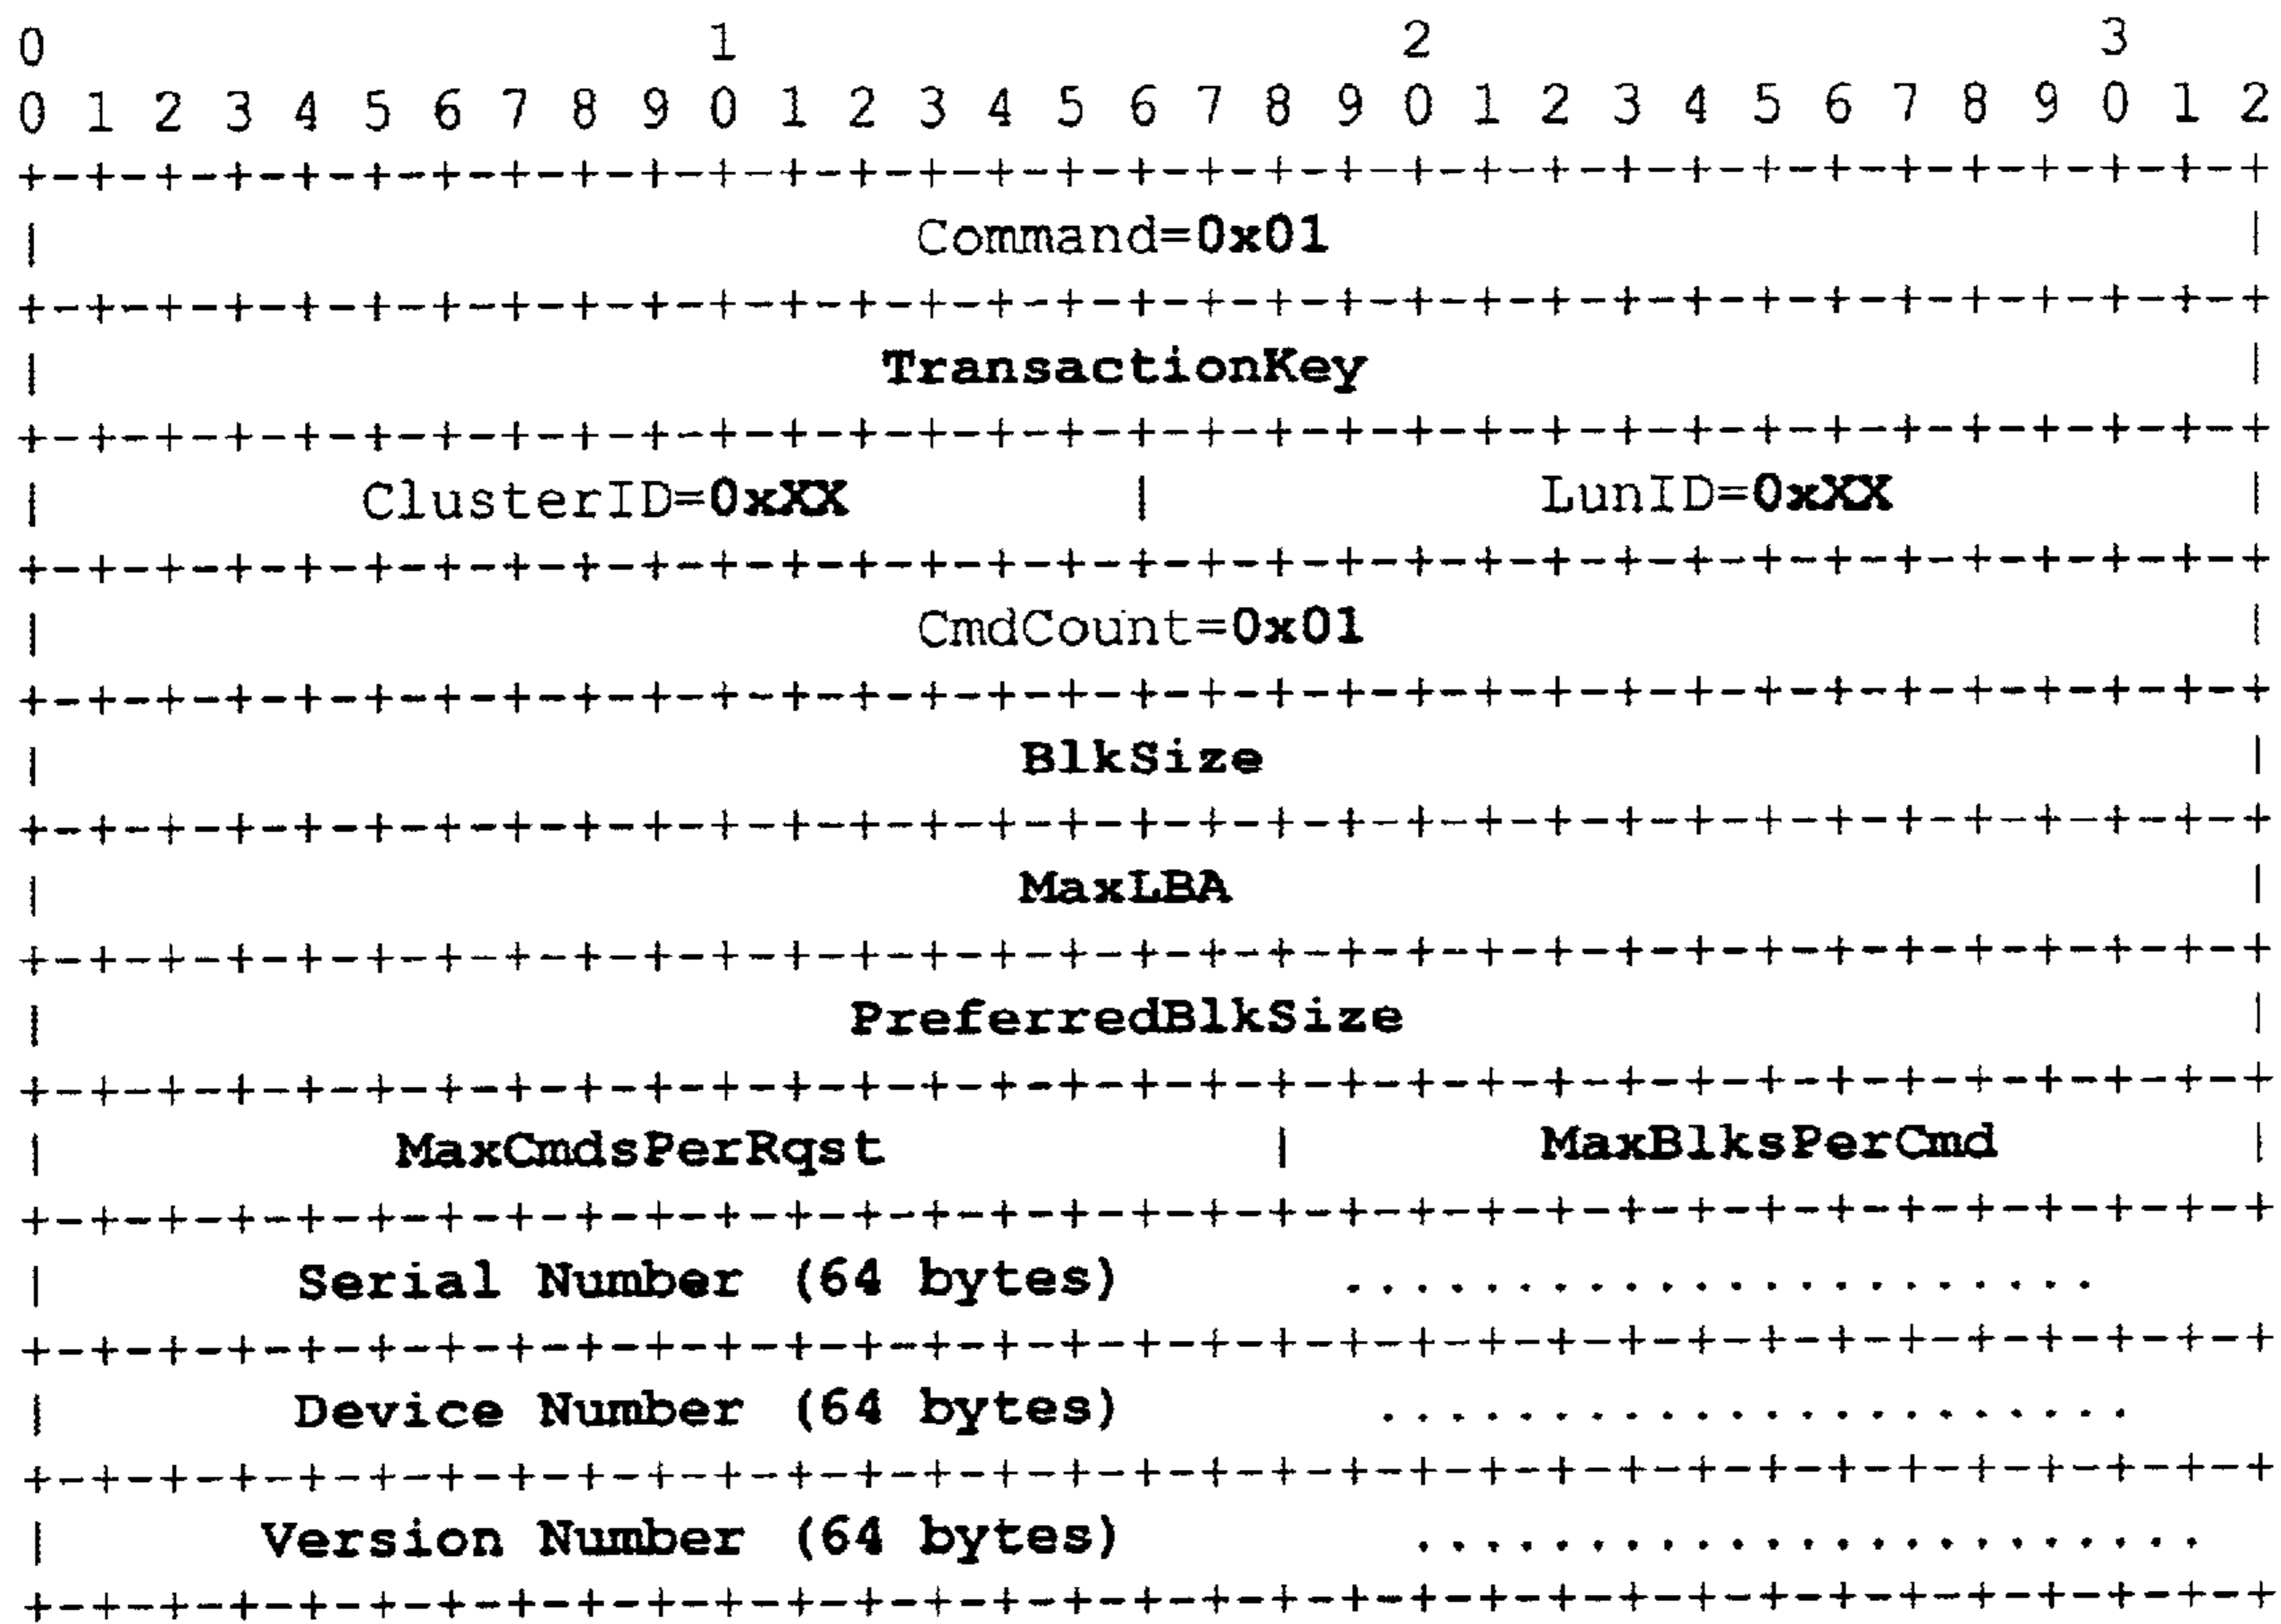 0 1 2 3
0 1 2 3 4 5 6 7 8 9 0 1 2 3 4 5 6 7 8 9 0 1 2 3 4 5 6 7 8 9 0 1 2
+-+-+-+-+-+-+-+-+-+-+-+-+-+-+-+-+-+-+-+-+-+-+-+-+-+-+-+-+-+-+-+-+
| Command=0x01 |
+-+-+-+-+-+-+-+-+-+-+-+-+-+-+-+-+-+-+-+-+-+-+-+-+-+-+-+-+-+-+-+-+
| TransactionKey |
+-+-+-+-+-+-+-+-+-+-+-+-+-+-+-+-+-+-+-+-+-+-+-+-+-+-+-+-+-+-+-+-+
| ClusterID=0xXX | LunID=0xXX |
+-+-+-+-+-+-+-+-+-+-+-+-+-+-+-+-+-+-+-+-+-+-+-+-+-+-+-+-+-+-+-+-+
| CmdCount=0x01 |
+-+-+-+-+-+-+-+-+-+-+-+-+-+-+-+-+-+-+-+-+-+-+-+-+-+-+-+-+-+-+-+-+
| BlkSize |
+-+-+-+-+-+-+-+-+-+-+-+-+-+-+-+-+-+-+-+-+-+-+-+-+-+-+-+-+-+-+-+-+
| MaxLBA |
+-+-+-+-+-+-+-+-+-+-+-+-+-+-+-+-+-+-+-+-+-+-+-+-+-+-+-+-+-+-+-+-+
| PreferredBlkSize |
+-+-+-+-+-+-+-+-+-+-+-+-+-+-+-+-+-+-+-+-+-+-+-+-+-+-+-+-+-+-+-+-+
| MaxCmdsPerRqst | MaxBlksPerCmd |
+-+-+-+-+-+-+-+-+-+-+-+-+-+-+-+-+-+-+-+-+-+-+-+-+-+-+-+-+-+-+-+-+
| Serial Number (64 bytes) ......................
+-+-+-+-+-+-+-+-+-+-+-+-+-+-+-+-+-+-+-+-+-+-+-+-+-+-+-+-+-+-+-+-+
| Device Number (64 bytes) ......................
+-+-+-+-+-+-+-+-+-+-+-+-+-+-+-+-+-+-+-+-+-+-+-+-+-+-+-+-+-+-+-+-+
| Version Number (64 bytes) .......................
+-+-+-+-+-+-+-+-+-+-+-+-+-+-+-+-+-+-+-+-+-+-+-+-+-+-+-+-+-+-+-+-+